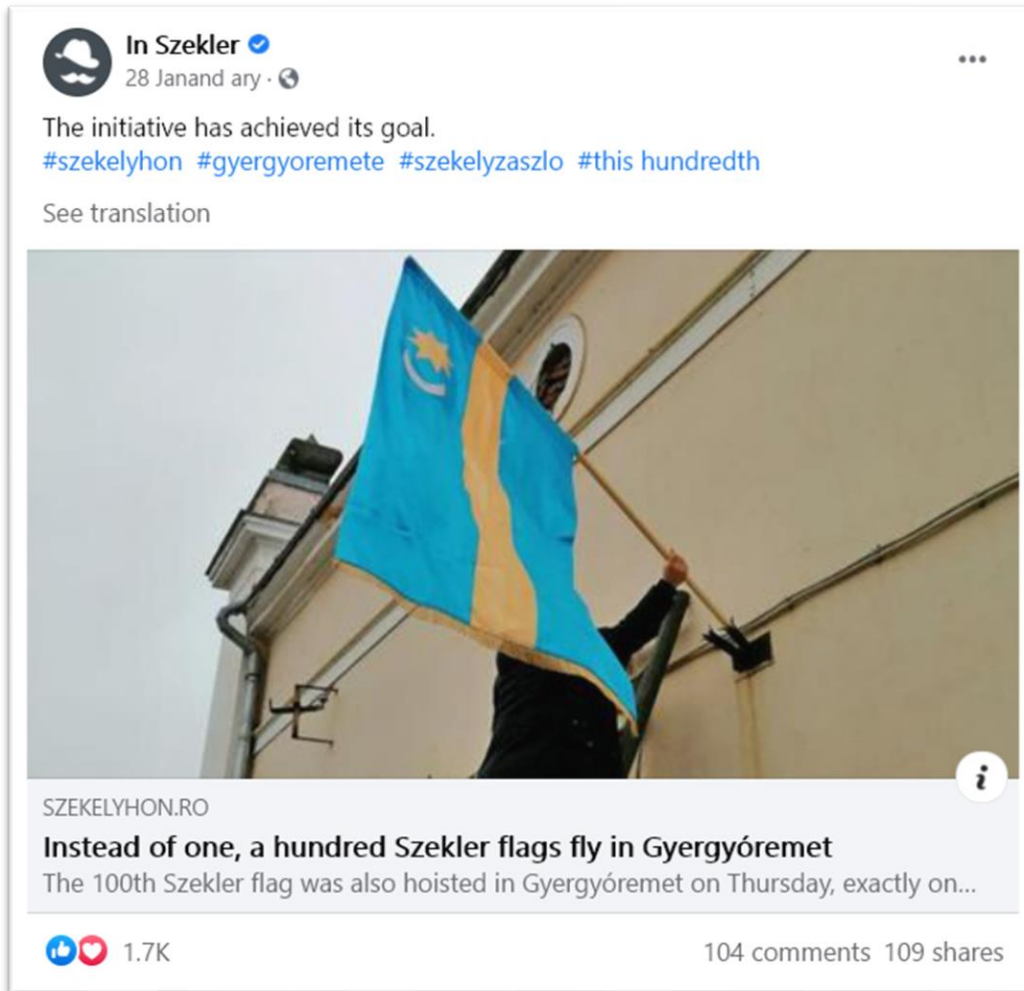 In Szekler
28 Janand ary ·
The initiative has achieved its goal.
#szekelyhon #gyergyoremete #szekelyzaszlo #this hundredth
See translation
SZEKELYHON.RO
Instead of one, a hundred Szekler flags fly in Gyergyóremet
The 100th Szekler flag was also hoisted in Gyergyóremet on Thursday, exactly on...
1.7K
104 comments 109 shares